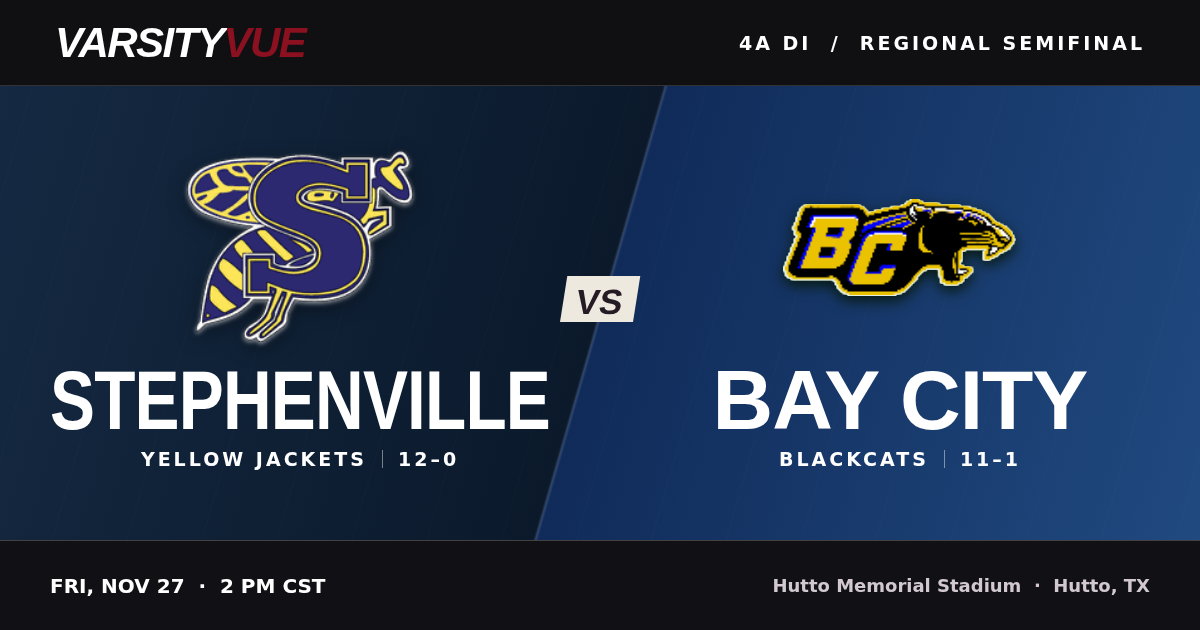 VARSITYVUE
4A DI / REGIONAL SEMIFINAL
S
BC
VS
STEPHENVILLE
BAY CITY
YELLOW JACKETS | 12–0
BLACKCATS | 11–1
FRI, NOV 27 · 2 PM CST
Hutto Memorial Stadium · Hutto, TX